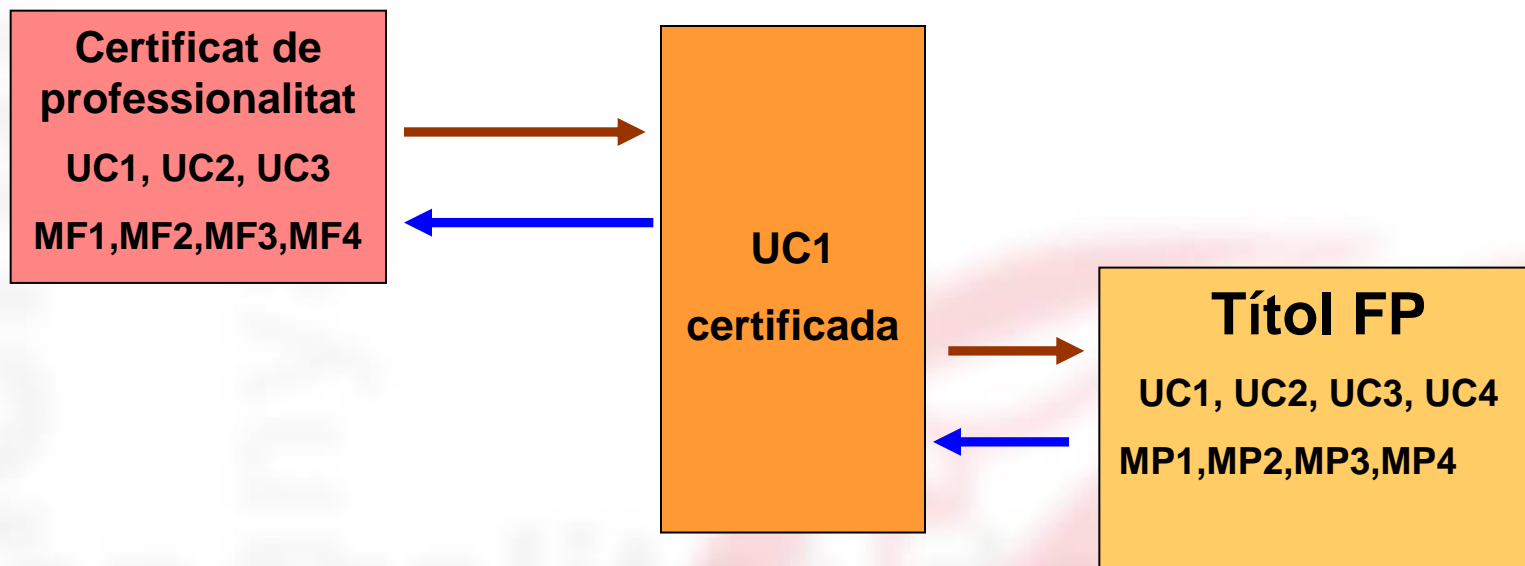 Certificat de
professionalitat
UC1, UC2, UC3
MF1,MF2,MF3,MF4
UC1
certificada
Títol FP
UC1, UC2, UC3, UC4
MP1,MP2,MP3,MP4